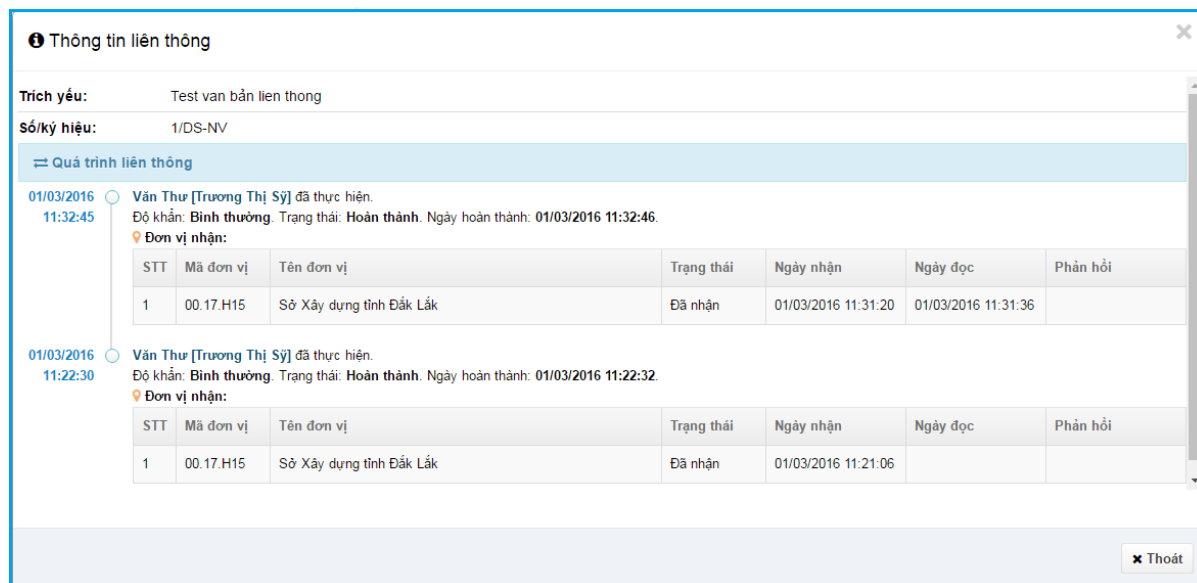 Thông tin liên thông
Trích yếu: Test van bản lien thong
Số/ký hiệu: 1/DS-NV
Quá trình liên thông
01/03/2016 Văn Thư [Trương Thị Sỹ] đã thực hiện.
11:32:45 Độ khẩn: Bình thường. Trạng thái: Hoàn thành. Ngày hoàn thành: 01/03/2016 11:32:46.
Đơn vị nhận:
STT Mã đơn vị Tên đơn vị Trạng thái Ngày nhận Ngày đọc Phản hồi
1 00.17.H15 Sở Xây dựng tỉnh Đắk Lắk Đã nhận 01/03/2016 11:31:20 01/03/2016 11:31:36
01/03/2016 Văn Thư [Trương Thị Sỹ] đã thực hiện.
11:22:30 Độ khẩn: Bình thường. Trạng thái: Hoàn thành. Ngày hoàn thành: 01/03/2016 11:22:32.
Đơn vị nhận:
STT Mã đơn vị Tên đơn vị Trạng thái Ngày nhận Ngày đọc Phản hồi
1 00.17.H15 Sở Xây dựng tỉnh Đắk Lắk Đã nhận 01/03/2016 11:21:06
Thoát